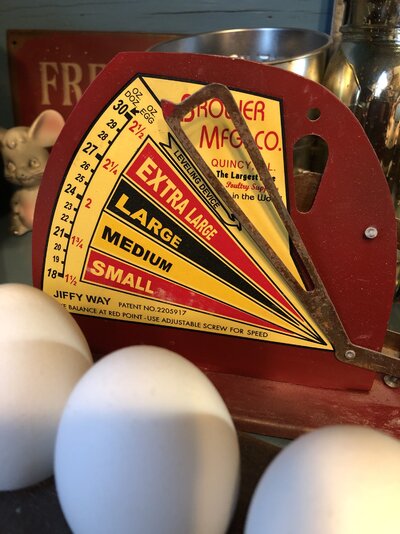 FRE
OZ
DOZ
OZ
EGG
30
29
28
27
26
25
24
23
22
21
20
19
18
2½
2¼
2
1¾
1½
BROWER
MFG. CO.
QUINCY, IL.
The Largest
Poultry
in the
LEVELING DEVICE
EXTRA LARGE
LARGE
MEDIUM
SMALL
JIFFY WAY
PATENT NO. 2205917
BALANCE AT RED POINT - USE ADJUSTABLE SCREW FOR SPEED